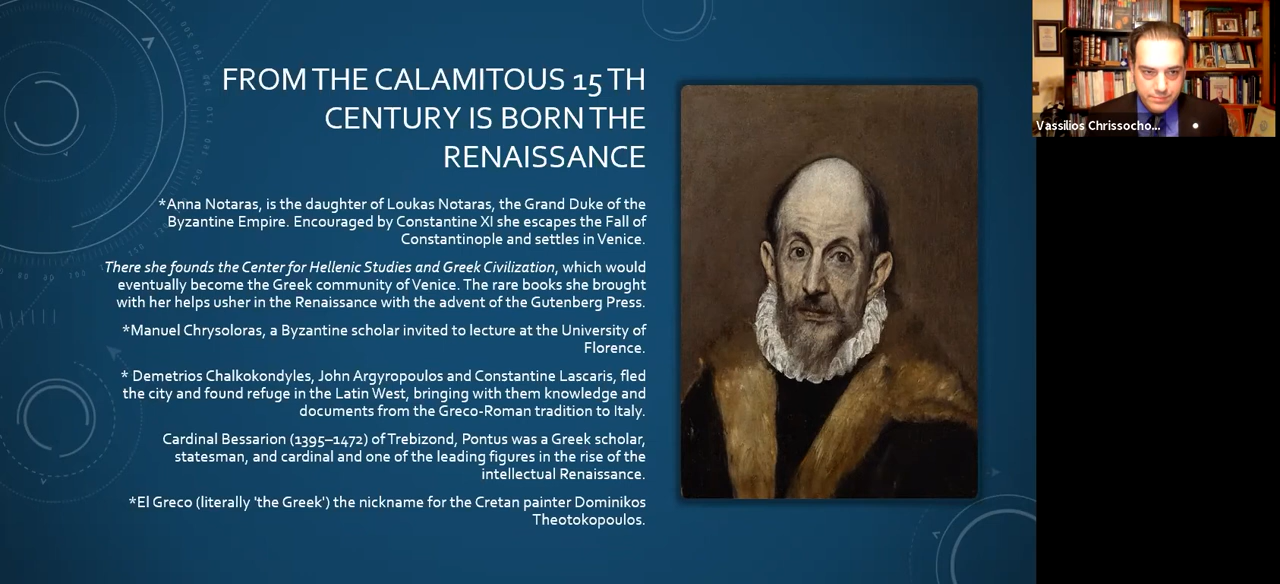 FROM THE CALAMITOUS 15TH
CENTURY IS BORN THE
RENAISSANCE
*Anna Notaras, is the daughter of Loukas Notaras, the Grand Duke of the
Byzantine Empire. Encouraged by Constantine XI she escapes the Fall of
Constantinople and settles in Venice.
There she founds the Center for Hellenic Studies and Greek Civilization, which would
eventually become the Greek community of Venice. The rare books she brought
with her helps usher in the Renaissance with the advent of the Gutenberg Press.
*Manuel Chrysoloras, a Byzantine scholar invited to lecture at the University of
Florence.
* Demetrios Chalkokondyles, John Argyropoulos and Constantine Lascaris, fled
the city and found refuge in the Latin West, bringing with them knowledge and
documents from the Greco-Roman tradition to Italy.
Cardinal Bessarion (1395–1472) of Trebizond, Pontus was a Greek scholar,
statesman, and cardinal and one of the leading figures in the rise of the
intellectual Renaissance.
*El Greco (literally 'the Greek') the nickname for the Cretan painter Dominikos
Theotokopoulos.
Vassilios Chrissocho...